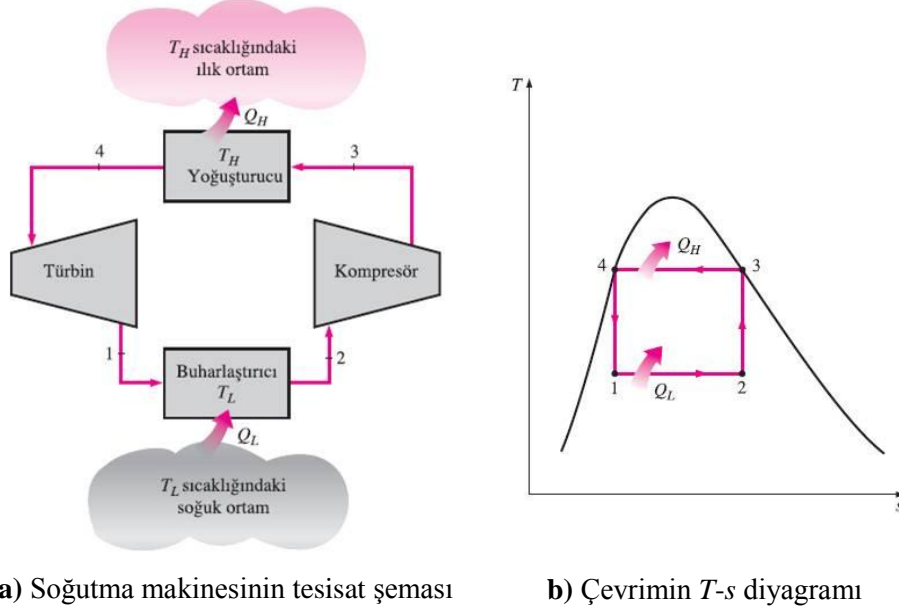 T_H sıcaklığındaki
ılık ortam
Q_H
4
3
T_H
Yoğuşturucu
Türbin
Kompresör
1
2
Buharlaştırıcı
T_L
Q_L
T_L sıcaklığındaki
soğuk ortam
T
4
3
Q_H
1
2
Q_L
s
a) Soğutma makinesinin tesisat şeması
b) Çevrimin T-s diyagramı